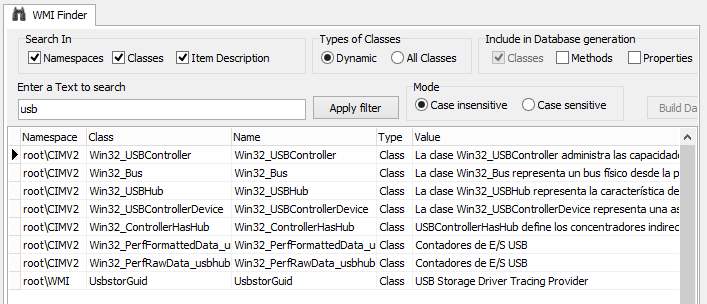 WMI Finder
Search In Types of Classes Include in Database generation
Namespaces Classes Item Description Dynamic All Classes Classes Methods Properties
Enter a Text to search Mode
usb Apply filter Case insensitive Case sensitive Build Da
Namespace Class Name Type Value
root\CIMV2 Win32_USBController Win32_USBController Class La clase Win32_USBController administra las capacidade
root\CIMV2 Win32_Bus Win32_Bus Class La clase Win32_Bus representa un bus físico desde la p
root\CIMV2 Win32_USBHub Win32_USBHub Class La clase Win32_USBHub representa la característica de
root\CIMV2 Win32_USBControllerDevice Win32_USBControllerDevice Class La clase Win32_USBControllerDevice representa una as
root\CIMV2 Win32_ControllerHasHub Win32_ControllerHasHub Class USBControllerHasHub define los concentradores indirec
root\CIMV2 Win32_PerfFormattedData_u Win32_PerfFormattedData_us Class Contadores de E/S USB
root\CIMV2 Win32_PerfRawData_usbhub Win32_PerfRawData_usbhub Class Contadores de E/S USB
root\WMI UsbstorGuid UsbstorGuid Class USB Storage Driver Tracing Provider